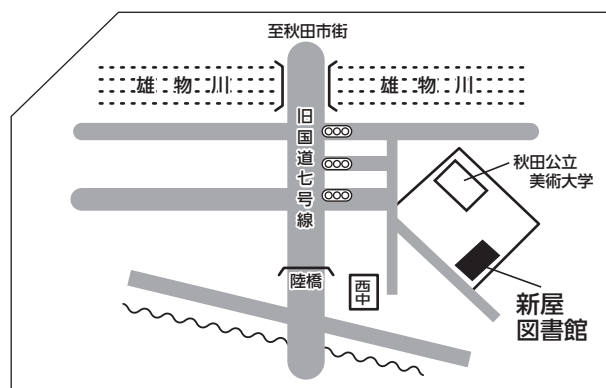 至秋田市街
雄物川
雄物川
旧国道七号線
秋田公立
美術大学
陸橋
西中
新屋
図書館